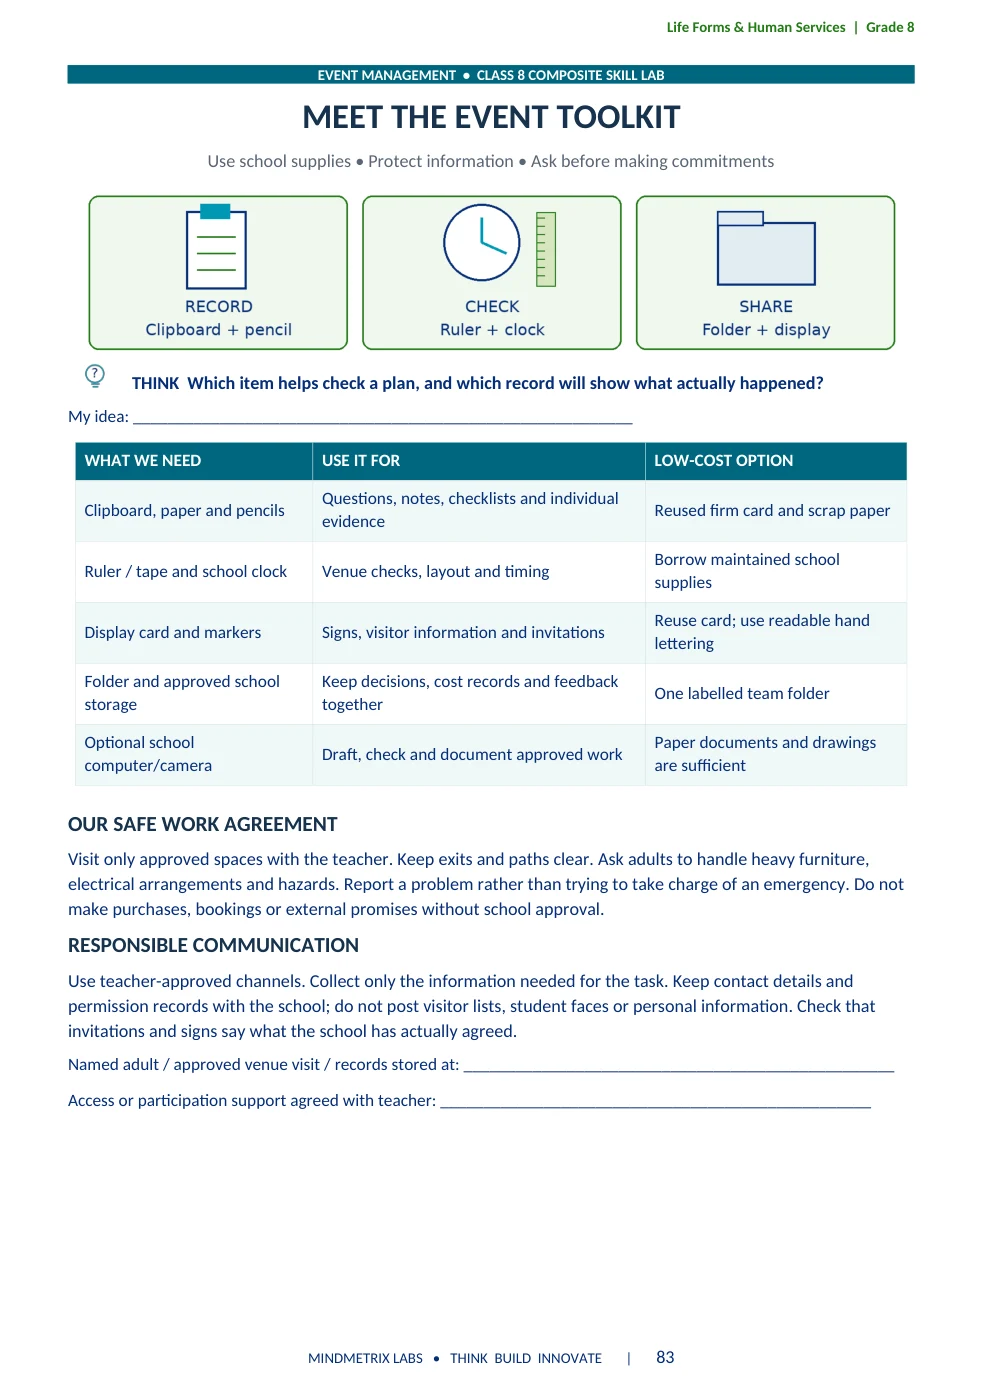 Life Forms & Human Services | Grade 8
EVENT MANAGEMENT ● CLASS 8 COMPOSITE SKILL LAB
MEET THE EVENT TOOLKIT
Use school supplies ● Protect information ● Ask before making commitments
RECORD
Clipboard + pencil
CHECK
Ruler + clock
SHARE
Folder + display
?
THINK Which item helps check a plan, and which record will show what actually happened?
My idea: ____________________________________________________________
WHAT WE NEED
USE IT FOR
LOW-COST OPTION
Clipboard, paper and pencils
Questions, notes, checklists and individual
evidence
Reused firm card and scrap paper
Ruler / tape and school clock
Venue checks, layout and timing
Borrow maintained school
supplies
Display card and markers
Signs, visitor information and invitations
Reuse card; use readable hand
lettering
Folder and approved school
storage
Keep decisions, cost records and feedback
together
One labelled team folder
Optional school
computer/camera
Draft, check and document approved work
Paper documents and drawings
are sufficient
OUR SAFE WORK AGREEMENT
Visit only approved spaces with the teacher. Keep exits and paths clear. Ask adults to handle heavy furniture,
electrical arrangements and hazards. Report a problem rather than trying to take charge of an emergency. Do not
make purchases, bookings or external promises without school approval.
RESPONSIBLE COMMUNICATION
Use teacher-approved channels. Collect only the information needed for the task. Keep contact details and
permission records with the school; do not post visitor lists, student faces or personal information. Check that
invitations and signs say what the school has actually agreed.
Named adult / approved venue visit / records stored at: ____________________________________________________
Access or participation support agreed with teacher: ____________________________________________________
MINDMETRIX LABS ● THINK BUILD INNOVATE | 83